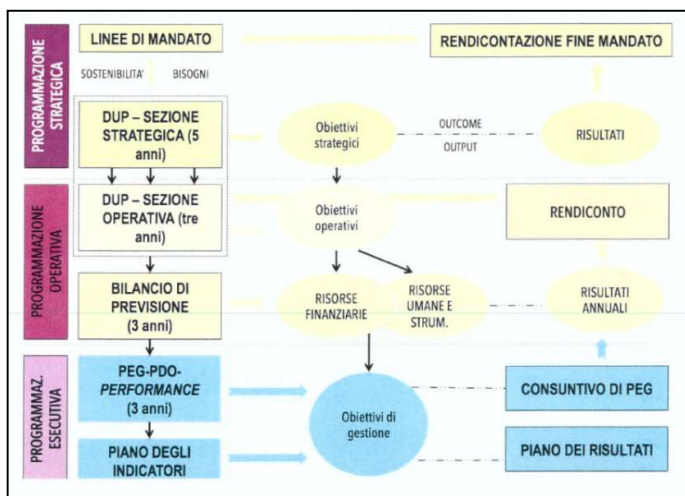 PROGRAMMAZIONE
STRATEGICA
LINEE DI MANDATO
RENDICONTAZIONE FINE MANDATO
SOSTENIBILITA'
BISOGNI
DUP – SEZIONE
STRATEGICA (5
anni)
Obiettivi
strategici
OUTCOME
OUTPUT
RISULTATI
PROGRAMMAZIONE
OPERATIVA
DUP – SEZIONE
OPERATIVA (tre
anni)
Obiettivi
operativi
RENDICONTO
BILANCIO DI
PREVISIONE
(3 anni)
RISORSE
FINANZIARIE
RISORSE
UMANE E
STRUM.
RISULTATI
ANNUALI
PROGRAMMAZ.
ESECUTIVA
PEG-PDO-
PERFORMANCE
(3 anni)
Obiettivi di
gestione
CONSUNTIVO DI PEG
PIANO DEGLI
INDICATORI
PIANO DEI RISULTATI